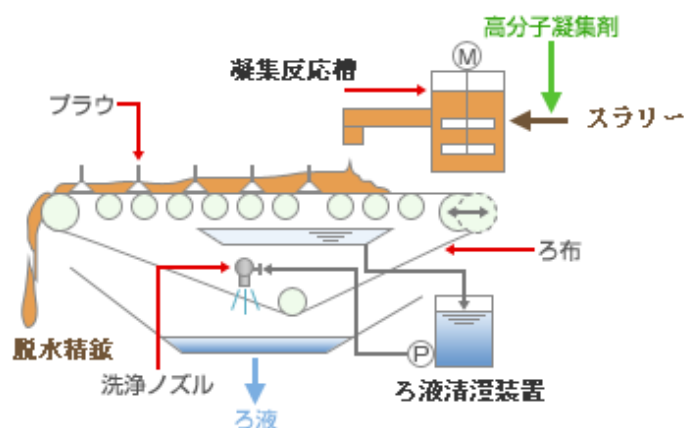 高分子凝集剤
M
凝集反応槽
スラリー
プラウ
ろ布
脱水精鉱
洗浄ノズル
P
ろ液清澄装置
ろ液